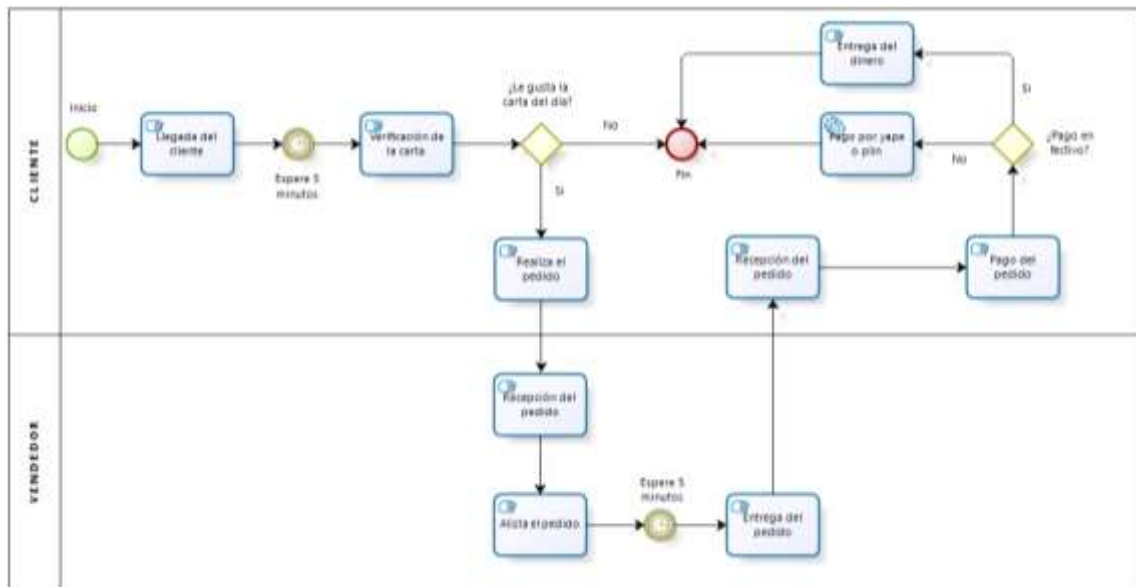 CLIENTE
Inicio
Llegada del
cliente
Espere 5
minutos
Verificación de
la carta
¿Le gusta la
carta del día?
No
Si
Fin
Realiza el
pedido
Entrega del
dinero
Pago por yape
o plin
Si
No
¿Pago en
fectivo?
Recepción del
pedido
Pago del
pedido
VENDEDOR
Recepción del
pedido
Alista el pedido
Espere 5
minutos
Entrega del
pedido